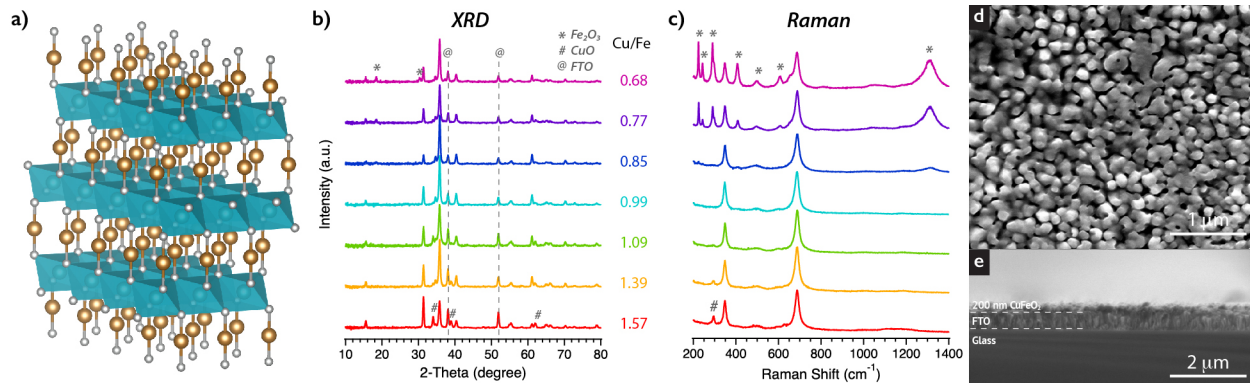 a)
b)
XRD
* Fe₂O₃
# CuO
@ FTO
Cu/Fe
@
@
*
*
0.68
0.77
0.85
0.99
1.09
1.39
#
#
#
1.57
Intensity (a.u.)
10 20 30 40 50 60 70 80
2-Theta (degree)
c)
Raman
* * * * * * *
200 400 600 800 1000 1200 1400
#
Raman Shift (cm⁻¹)
d
1 μm
e
200 nm CuFeO₂
FTO
Glass
2 μm